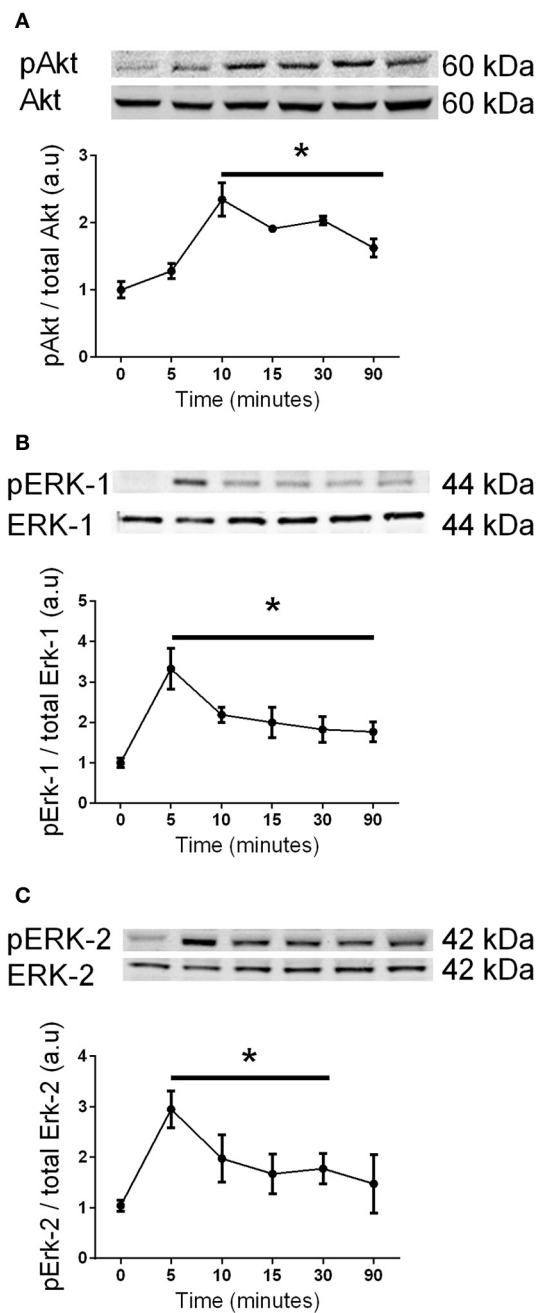 A
pAkt 60 kDa
Akt 60 kDa
pAkt / total Akt (a.u)
3
*
2
1
0
0 5 10 15 30 90
Time (minutes)
B
pERK-1 44 kDa
ERK-1 44 kDa
pErk-1 / total Erk-1 (a.u)
5
*
4
3
2
1
0
0 5 10 15 30 90
Time (minutes)
C
pERK-2 42 kDa
ERK-2 42 kDa
pErk-2 / total Erk-2 (a.u)
4
*
3
2
1
0
0 5 10 15 30 90
Time (minutes)